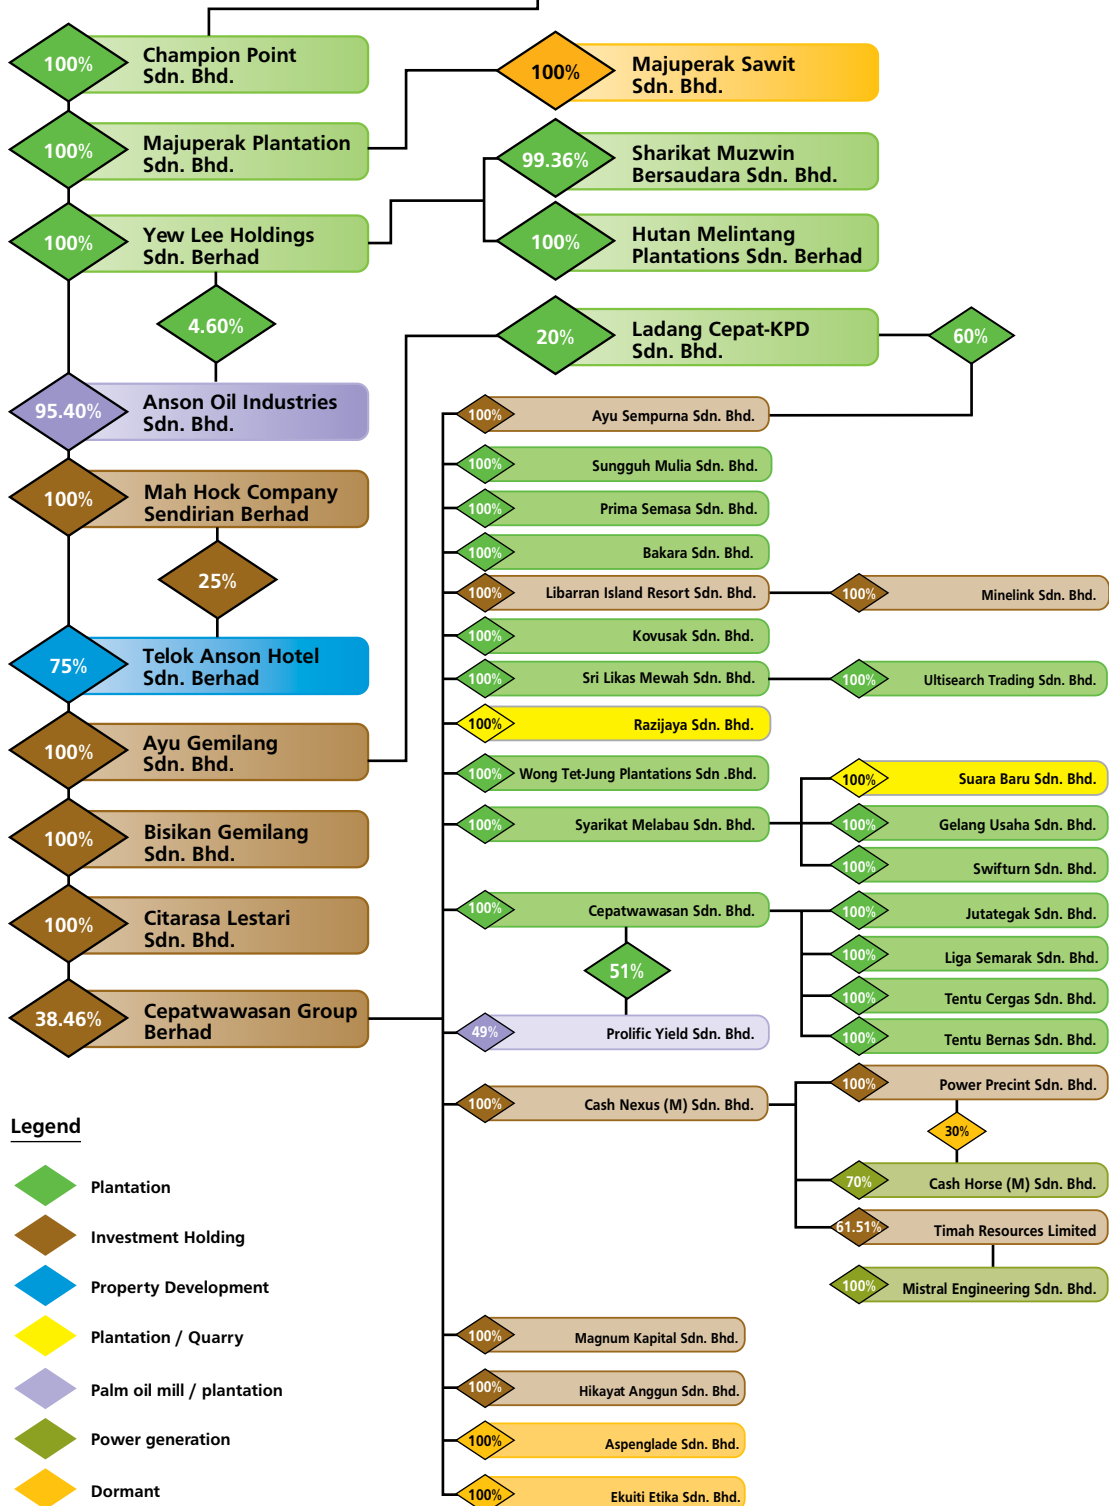 100%
Champion Point
Sdn. Bhd.
100%
Majuperak Sawit
Sdn. Bhd.
100%
Majuperak Plantation
Sdn. Bhd.
99.36%
Sharikat Muzwin
Bersaudara Sdn. Bhd.
100%
Yew Lee Holdings
Sdn. Berhad
100%
Hutan Melintang
Plantations Sdn. Berhad
4.60%
20%
Ladang Cepat-KPD
Sdn. Bhd.
60%
95.40%
Anson Oil Industries
Sdn. Bhd.
100%
Mah Hock Company
Sendirian Berhad
25%
75%
Telok Anson Hotel
Sdn. Berhad
100%
Ayu Gemilang
Sdn. Bhd.
100%
Bisikan Gemilang
Sdn. Bhd.
100%
Citarasa Lestari
Sdn. Bhd.
38.46%
Cepatwawasan Group
Berhad
100% Ayu Sempurna Sdn. Bhd.
100% Sungguh Mulia Sdn. Bhd.
100% Prima Semasa Sdn. Bhd.
100% Bakara Sdn. Bhd.
100% Libarran Island Resort Sdn. Bhd.
100% Minelink Sdn. Bhd.
100% Kovusak Sdn. Bhd.
100% Sri Likas Mewah Sdn. Bhd.
100% Ultisearch Trading Sdn. Bhd.
100% Razijaya Sdn. Bhd.
100% Wong Tet-Jung Plantations Sdn .Bhd.
100% Syarikat Melabau Sdn. Bhd.
100% Suara Baru Sdn. Bhd.
100% Gelang Usaha Sdn. Bhd.
100% Swifturn Sdn. Bhd.
100% Cepatwawasan Sdn. Bhd.
100% Jutategak Sdn. Bhd.
100% Liga Semarak Sdn. Bhd.
100% Tentu Cergas Sdn. Bhd.
100% Tentu Bernas Sdn. Bhd.
51%
49% Prolific Yield Sdn. Bhd.
100% Cash Nexus (M) Sdn. Bhd.
100% Power Precint Sdn. Bhd.
30%
70% Cash Horse (M) Sdn. Bhd.
61.51% Timah Resources Limited
100% Mistral Engineering Sdn. Bhd.
100% Magnum Kapital Sdn. Bhd.
100% Hikayat Anggun Sdn. Bhd.
100% Aspenglade Sdn. Bhd.
100% Ekuiti Etika Sdn. Bhd.
Legend
Plantation
Investment Holding
Property Development
Plantation / Quarry
Palm oil mill / plantation
Power generation
Dormant